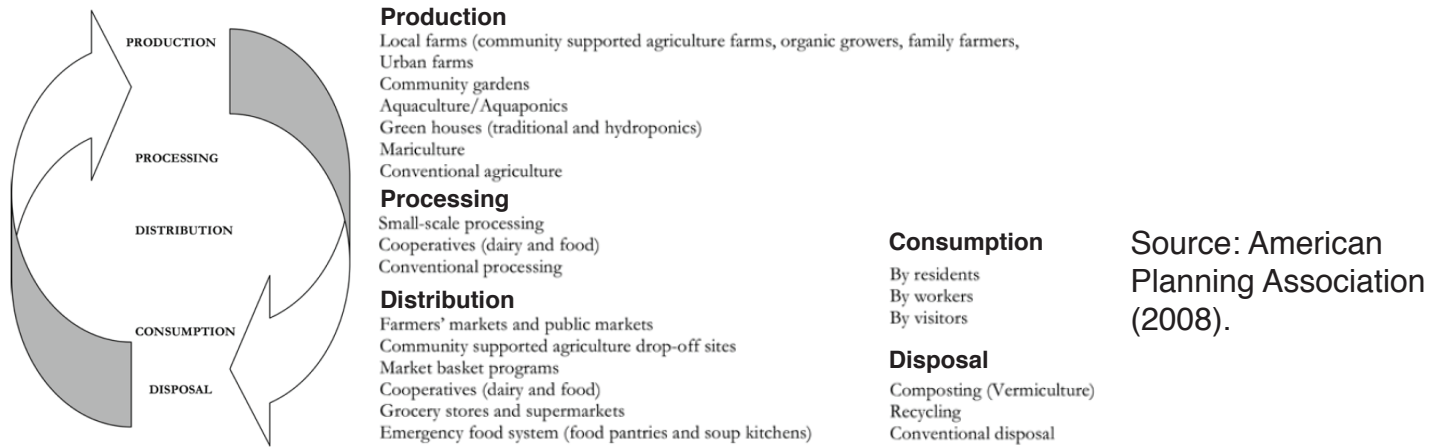 PRODUCTION
PROCESSING
DISTRIBUTION
CONSUMPTION
DISPOSAL
Production
Local farms (community supported agriculture farms, organic growers, family farmers,
Urban farms
Community gardens
Aquaculture/Aquaponics
Green houses (traditional and hydroponics)
Mariculture
Conventional agriculture
Processing
Small-scale processing
Cooperatives (dairy and food)
Conventional processing
Distribution
Farmers’ markets and public markets
Community supported agriculture drop-off sites
Market basket programs
Cooperatives (dairy and food)
Grocery stores and supermarkets
Emergency food system (food pantries and soup kitchens)
Consumption
By residents
By workers
By visitors
Disposal
Composting (Vermiculture)
Recycling
Conventional disposal
Source: American
Planning Association
(2008).